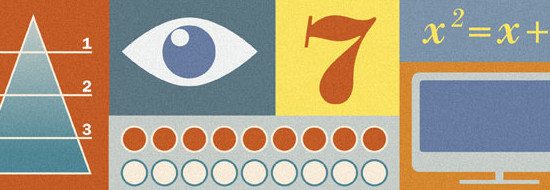 1
2
3
7
x² = x +